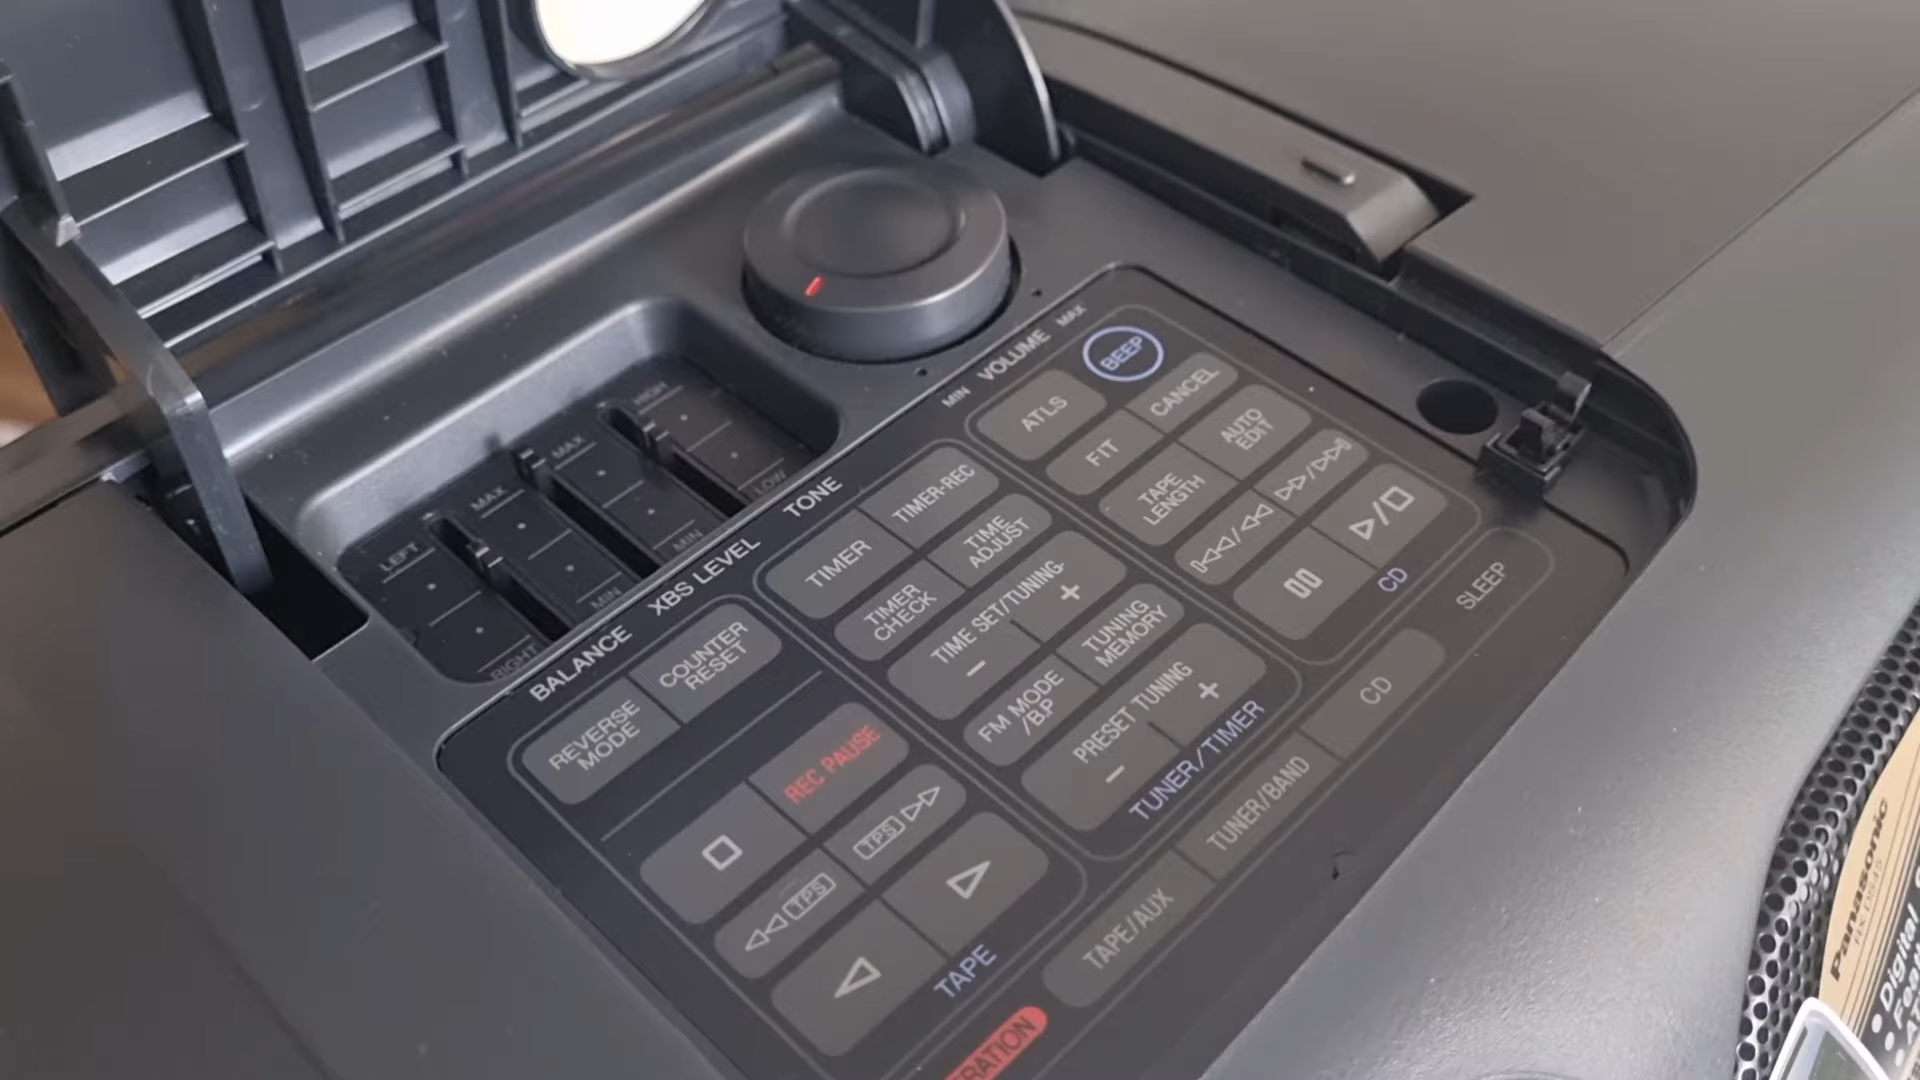 HIGH
MAX
MAX
LEFT
LOW
MIN
MIN
RIGHT
MIN VOLUME MAX
TONE
XBS LEVEL
BALANCE
BEEP
ATLS
CANCEL
FIT
AUTO
EDIT
TAPE
LENGTH
CD
TIMER
TIMER-REC
TIMER
CHECK
TIME
ADJUST
TIME SET/TUNING
− +
FM MODE
/B.P
TUNING
MEMORY
PRESET TUNING
− +
TUNER/TIMER
REVERSE
MODE
COUNTER
RESET
REC PAUSE
TPS
TPS
TAPE
SLEEP
CD
TUNER/BAND
TAPE/AUX
RATION
Panasonic
Digital